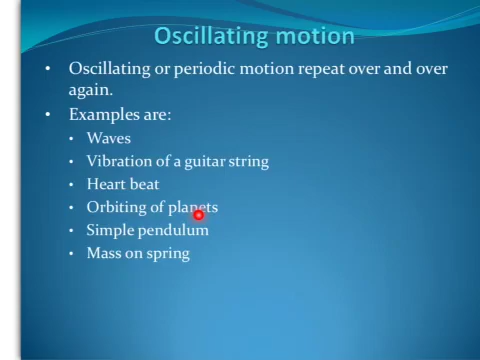 Oscillating motion
• Oscillating or periodic motion repeat over and over
again.
• Examples are:
• Waves
• Vibration of a guitar string
• Heart beat
• Orbiting of planets
• Simple pendulum
• Mass on spring